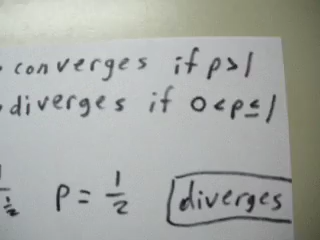 • converges if p>1
• diverges if 0<p≤1
p = 1/2 diverges